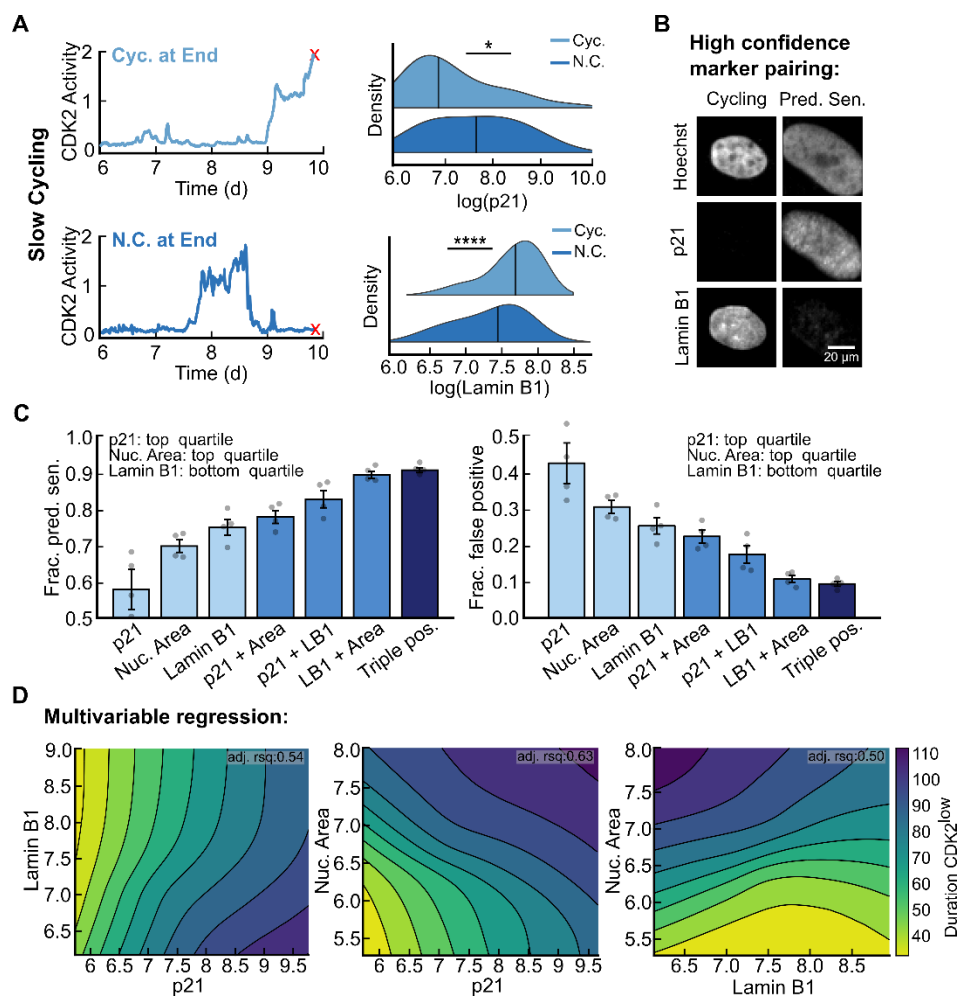 A
Slow Cycling
Cyc. at End
CDK2 Activity
2
1
0
6 7 8 9 10
Time (d)
Density
*
Cyc.
N.C.
6.0 7.0 8.0 9.0 10.0
log(p21)
N.C. at End
CDK2 Activity
2
1
0
6 7 8 9 10
Time (d)
Density
****
Cyc.
N.C.
6.0 6.5 7.0 7.5 8.0 8.5
log(Lamin B1)
B
High confidence
marker pairing:
Cycling Pred. Sen.
Hoechst
p21
Lamin B1
20 µm
C
Frac. pred. sen.
1.0
0.9
0.8
0.7
0.6
0.5
p21: top quartile
Nuc. Area: top quartile
Lamin B1: bottom quartile
p21
Nuc. Area
Lamin B1
p21 + Area
p21 + LB1
LB1 + Area
Triple pos.
Frac. false positive
0.5
0.4
0.3
0.2
0.1
0.0
p21: top quartile
Nuc. Area: top quartile
Lamin B1: bottom quartile
p21
Nuc. Area
Lamin B1
p21 + Area
p21 + LB1
LB1 + Area
Triple pos.
D
Multivariable regression:
Lamin B1
9.0
8.5
8.0
7.5
7.0
6.5
adj. rsq:0.54
6 6.5 7 7.5 8 8.5 9 9.5
p21
Nuc. Area
8.0
7.5
7.0
6.5
6.0
5.5
adj. rsq:0.63
6 6.5 7 7.5 8 8.5 9 9.5
p21
Nuc. Area
8.0
7.5
7.0
6.5
6.0
5.5
adj. rsq:0.50
6.5 7 7.5 8 8.5
Lamin B1
110
100
90
80
70
60
50
40
Duration CDK2low